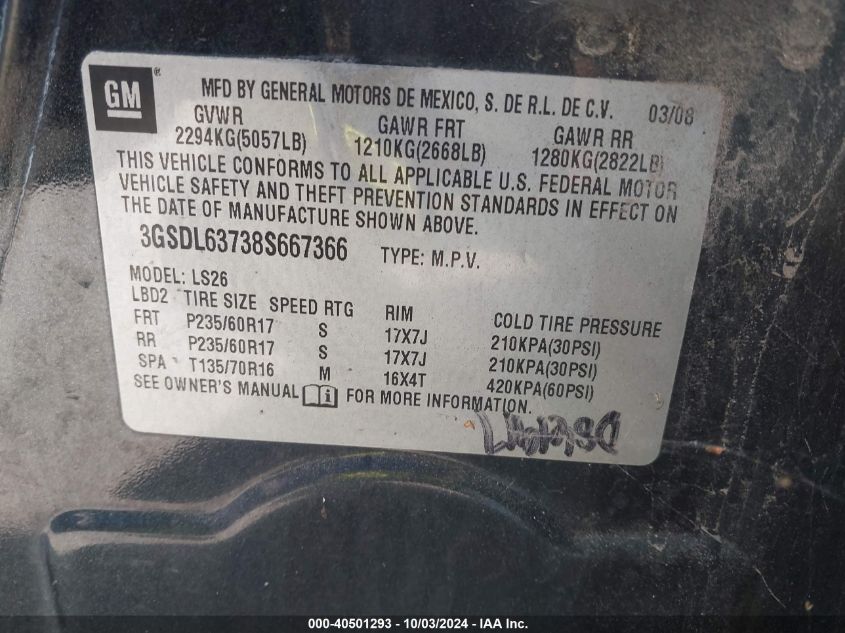 GM ®
MFD BY GENERAL MOTORS DE MEXICO, S. DE R.L. DE C.V. 03/08
GVWR GAWR FRT GAWR RR
2294KG(5057LB) 1210KG(2668LB) 1280KG(2822LB)
THIS VEHICLE CONFORMS TO ALL APPLICABLE U.S. FEDERAL MOTOR
VEHICLE SAFETY AND THEFT PREVENTION STANDARDS IN EFFECT ON
THE DATE OF MANUFACTURE SHOWN ABOVE.
3GSDL63738S667366 TYPE: M.P.V.
MODEL: LS26
LBD2 TIRE SIZE SPEED RTG RIM COLD TIRE PRESSURE
FRT P235/60R17 S 17X7J 210KPA(30PSI)
RR P235/60R17 S 17X7J 210KPA(30PSI)
SPA T135/70R16 M 16X4T 420KPA(60PSI)
SEE OWNER'S MANUAL i FOR MORE INFORMATION.
000-40501293 - 10/03/2024 - IAA Inc.